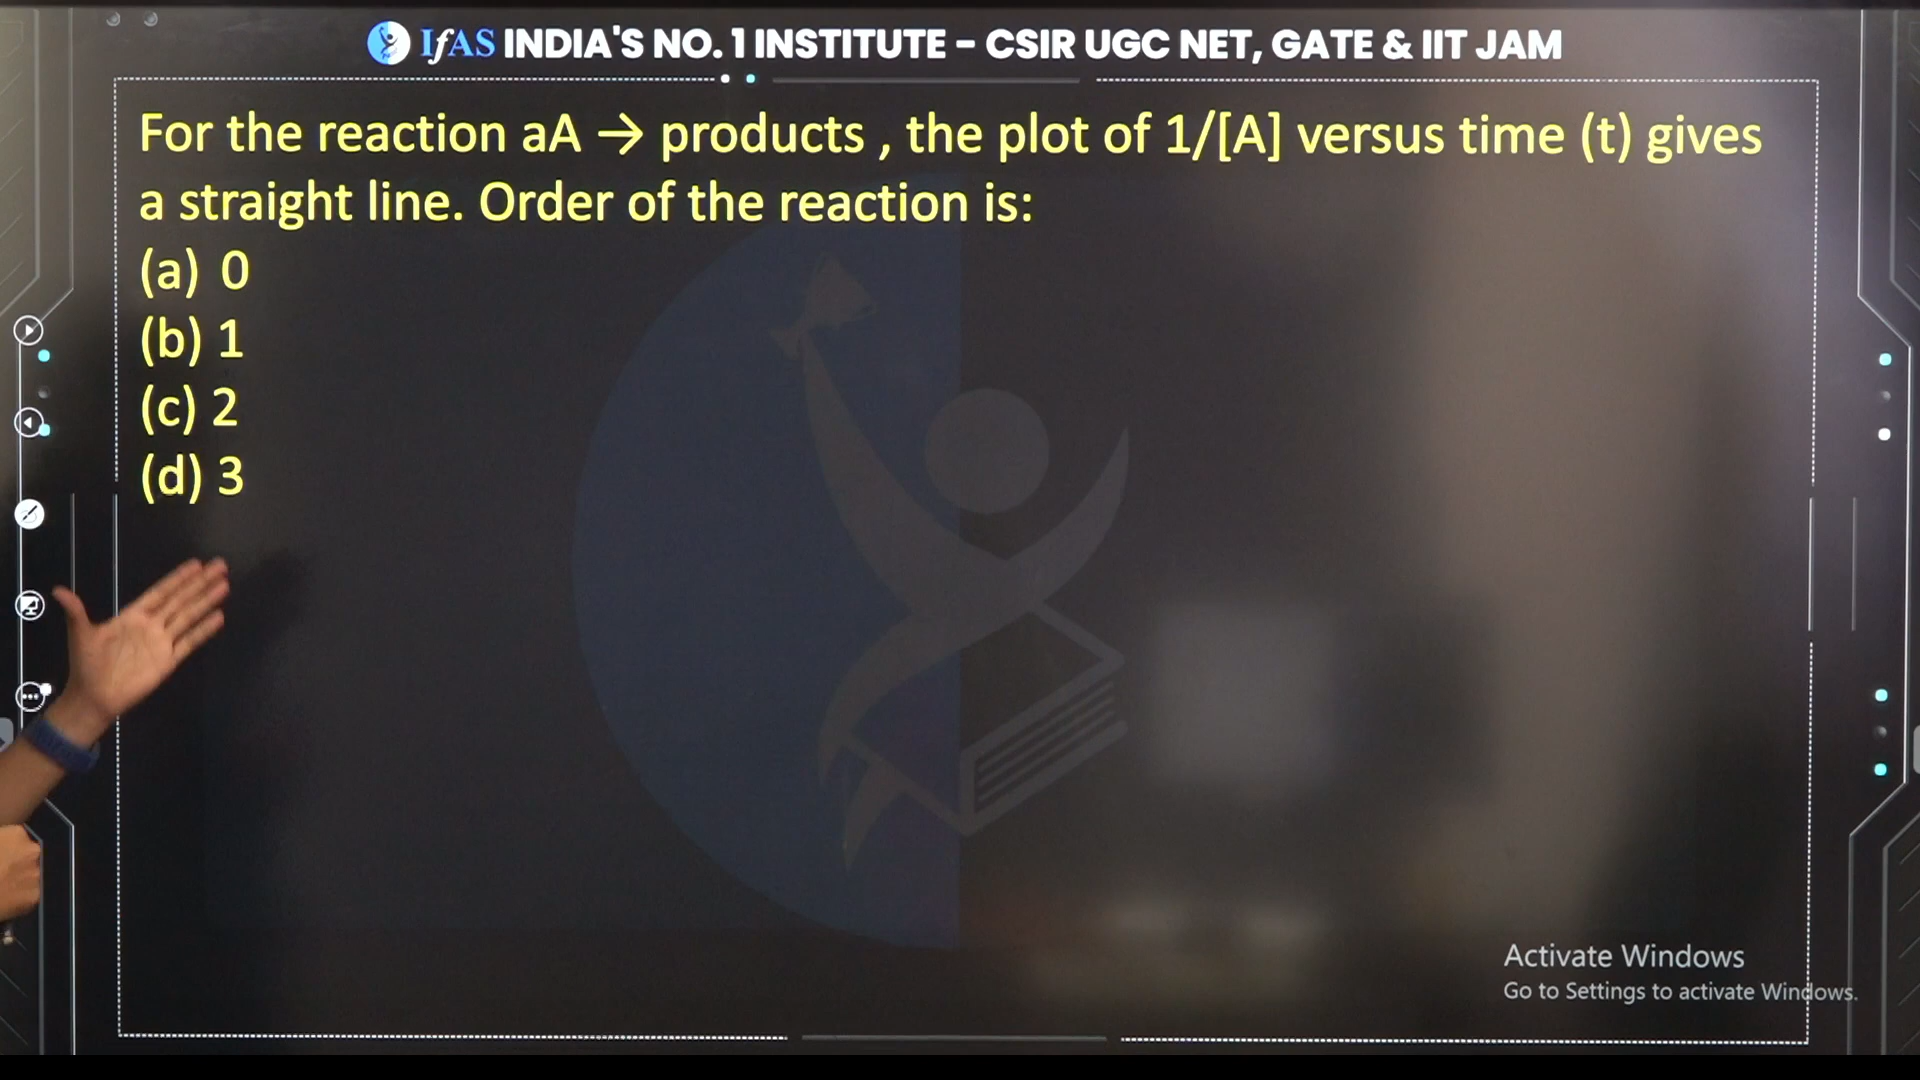 IfAS INDIA'S NO. 1 INSTITUTE – CSIR UGC NET, GATE & IIT JAM
For the reaction aA → products , the plot of 1/[A] versus time (t) gives
a straight line. Order of the reaction is:
(a) 0
(b) 1
(c) 2
(d) 3
Activate Windows
Go to Settings to activate Windows.